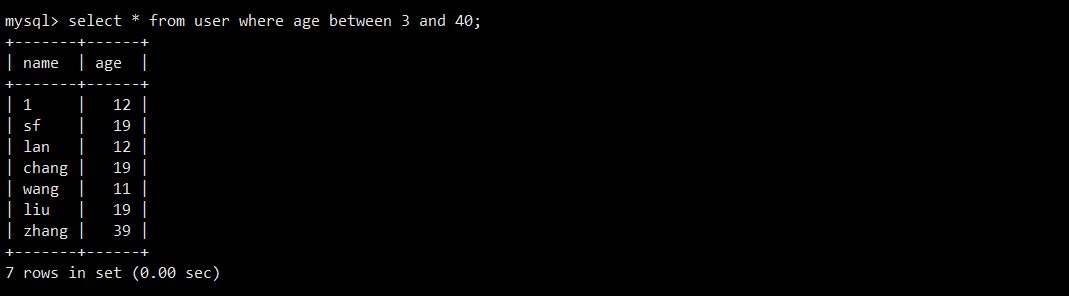 mysql> select * from user where age between 3 and 40;
+-------+------+
| name  | age  |
+-------+------+
| 1     |   12 |
| sf    |   19 |
| lan   |   12 |
| chang |   19 |
| wang  |   11 |
| liu   |   19 |
| zhang |   39 |
+-------+------+
7 rows in set (0.00 sec)